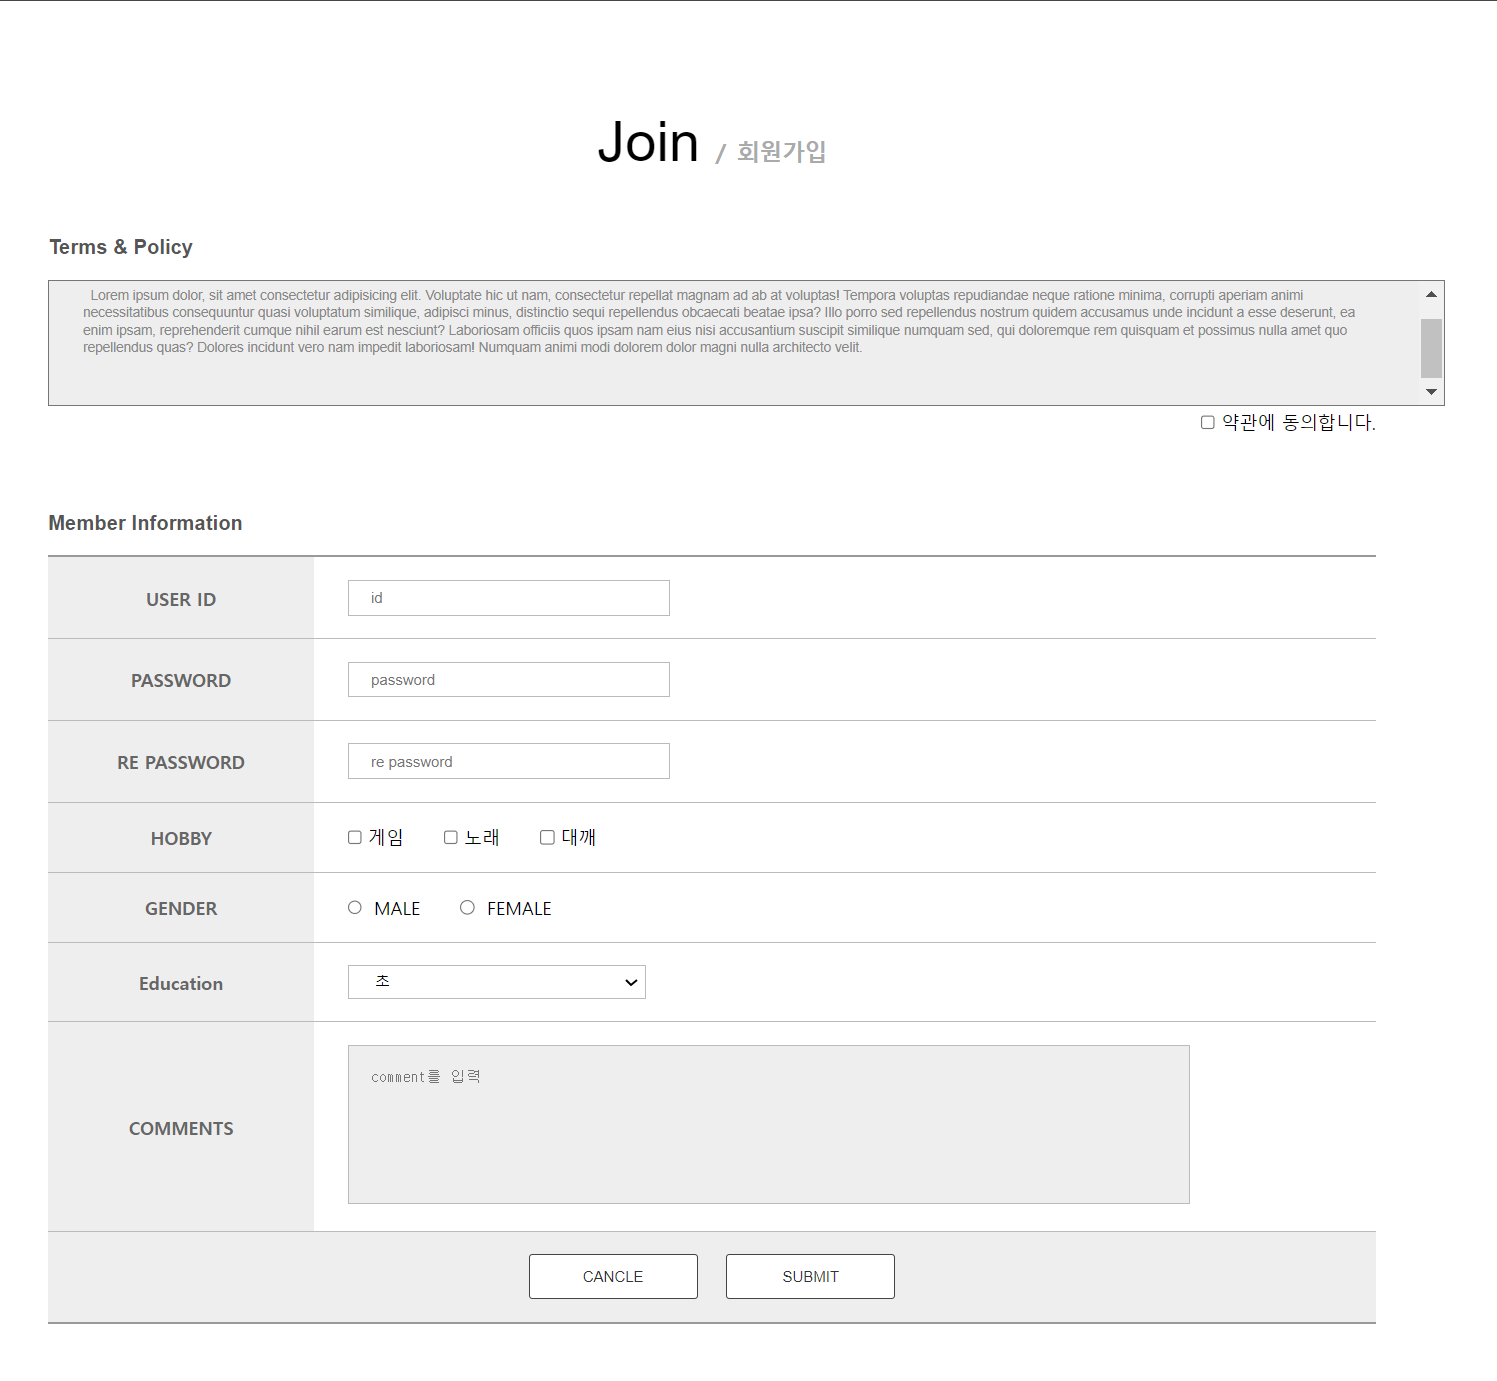 Join / 회원가입
Terms & Policy
Lorem ipsum dolor, sit amet consectetur adipisicing elit. Voluptate hic ut nam, consectetur repellat magnam ad ab at voluptas! Tempora voluptas repudiandae neque ratione minima, corrupti aperiam animi
necessitatibus consequuntur quasi voluptatum similique, adipisci minus, distinctio sequi repellendus obcaecati beatae ipsa? Illo porro sed repellendus nostrum quidem accusamus unde incidunt a esse deserunt, ea
enim ipsam, reprehenderit cumque nihil earum est nesciunt? Laboriosam officiis quos ipsam nam eius nisi accusantium suscipit similique numquam sed, qui doloremque rem quisquam et possimus nulla amet quo
repellendus quas? Dolores incidunt vero nam impedit laboriosam! Numquam animi modi dolorem dolor magni nulla architecto velit.
약관에 동의합니다.
Member Information
USER ID id
PASSWORD password
RE PASSWORD re password
HOBBY 게임 노래 대깨
GENDER MALE FEMALE
Education 초
COMMENTS comment를 입력
CANCLE SUBMIT